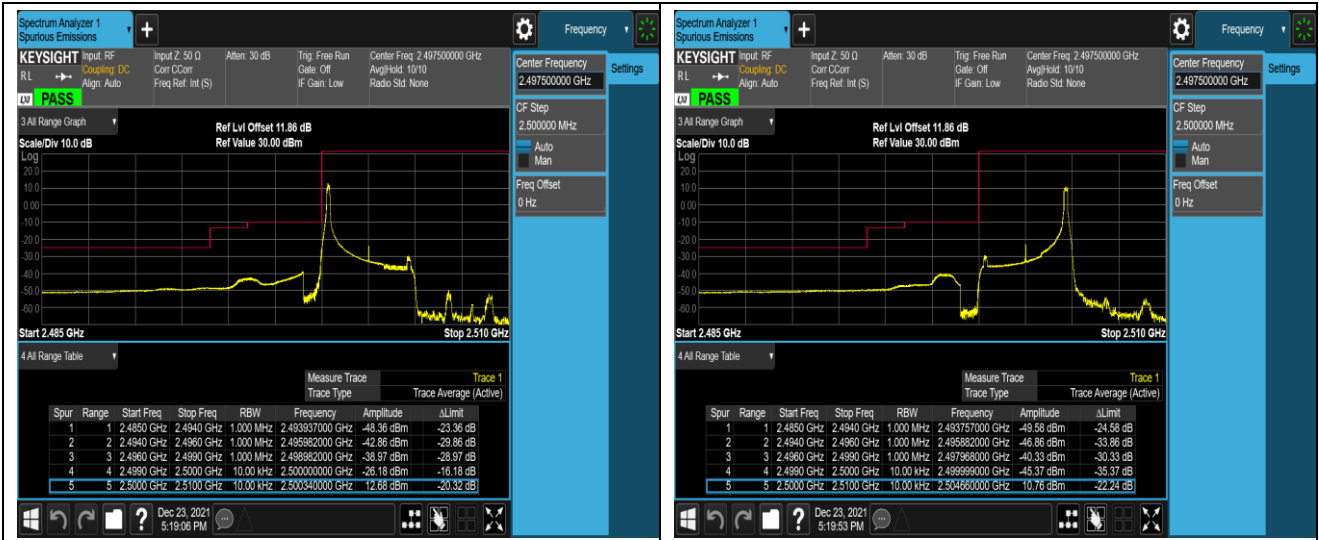 Spectrum Analyzer 1
Spurious Emissions
Frequency
KEYSIGHT Input: RF Input Z: 50 Ω Atten: 30 dB Trig: Free Run Center Freq: 2.497500000 GHz
Coupling: DC Corr CCorr Gate: Off Avg|Hold: 10/10
RL Align: Auto Freq Ref: Int (S) IF Gain: Low Radio Std: None
LXI PASS
Center Frequency
2.497500000 GHz
Settings
CF Step
2.500000 MHz
Auto
Man
Freq Offset
0 Hz
3 All Range Graph
Ref Lvl Offset 11.86 dB
Scale/Div 10.0 dB Ref Value 30.00 dBm
Log
20.0
10.0
0.00
-10.0
-20.0
-30.0
-40.0
-50.0
-60.0
Start 2.485 GHz Stop 2.510 GHz
4 All Range Table
Measure Trace Trace 1
Trace Type Trace Average (Active)
Spur Range Start Freq Stop Freq RBW Frequency Amplitude ΔLimit
1 1 2.4850 GHz 2.4940 GHz 1.000 MHz 2.493937000 GHz -48.36 dBm -23.36 dB
2 2 2.4940 GHz 2.4960 GHz 1.000 MHz 2.495982000 GHz -42.86 dBm -29.86 dB
3 3 2.4960 GHz 2.4990 GHz 1.000 MHz 2.498982000 GHz -38.97 dBm -28.97 dB
4 4 2.4990 GHz 2.5000 GHz 10.00 kHz 2.500000000 GHz -26.18 dBm -16.18 dB
5 5 2.5000 GHz 2.5100 GHz 10.00 kHz 2.500340000 GHz 12.68 dBm -20.32 dB
Dec 23, 2021
5:19:06 PM
Spectrum Analyzer 1
Spurious Emissions
Frequency
KEYSIGHT Input: RF Input Z: 50 Ω Atten: 30 dB Trig: Free Run Center Freq: 2.497500000 GHz
Coupling: DC Corr CCorr Gate: Off Avg|Hold: 10/10
RL Align: Auto Freq Ref: Int (S) IF Gain: Low Radio Std: None
LXI PASS
Center Frequency
2.497500000 GHz
Settings
CF Step
2.500000 MHz
Auto
Man
Freq Offset
0 Hz
3 All Range Graph
Ref Lvl Offset 11.86 dB
Scale/Div 10.0 dB Ref Value 30.00 dBm
Log
20.0
10.0
0.00
-10.0
-20.0
-30.0
-40.0
-50.0
-60.0
Start 2.485 GHz Stop 2.510 GHz
4 All Range Table
Measure Trace Trace 1
Trace Type Trace Average (Active)
Spur Range Start Freq Stop Freq RBW Frequency Amplitude ΔLimit
1 1 2.4850 GHz 2.4940 GHz 1.000 MHz 2.493757000 GHz -49.58 dBm -24.58 dB
2 2 2.4940 GHz 2.4960 GHz 1.000 MHz 2.495882000 GHz -46.86 dBm -33.86 dB
3 3 2.4960 GHz 2.4990 GHz 1.000 MHz 2.497968000 GHz -40.33 dBm -30.33 dB
4 4 2.4990 GHz 2.5000 GHz 10.00 kHz 2.499999000 GHz -45.37 dBm -35.37 dB
5 5 2.5000 GHz 2.5100 GHz 10.00 kHz 2.504660000 GHz 10.76 dBm -22.24 dB
Dec 23, 2021
5:19:53 PM